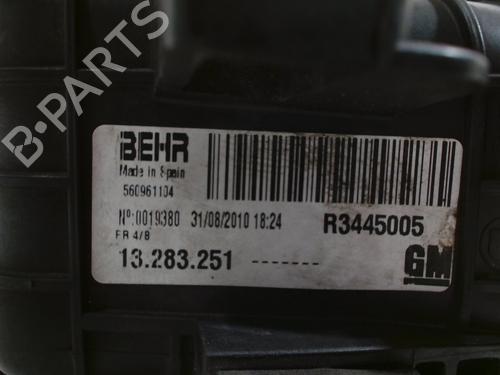 B-PARTS
BEHR
Made in Spain
560961104
Nº:0019380 31/08/2010 18:24 R3445005
FR 4/8
13.283.251 -------
GM